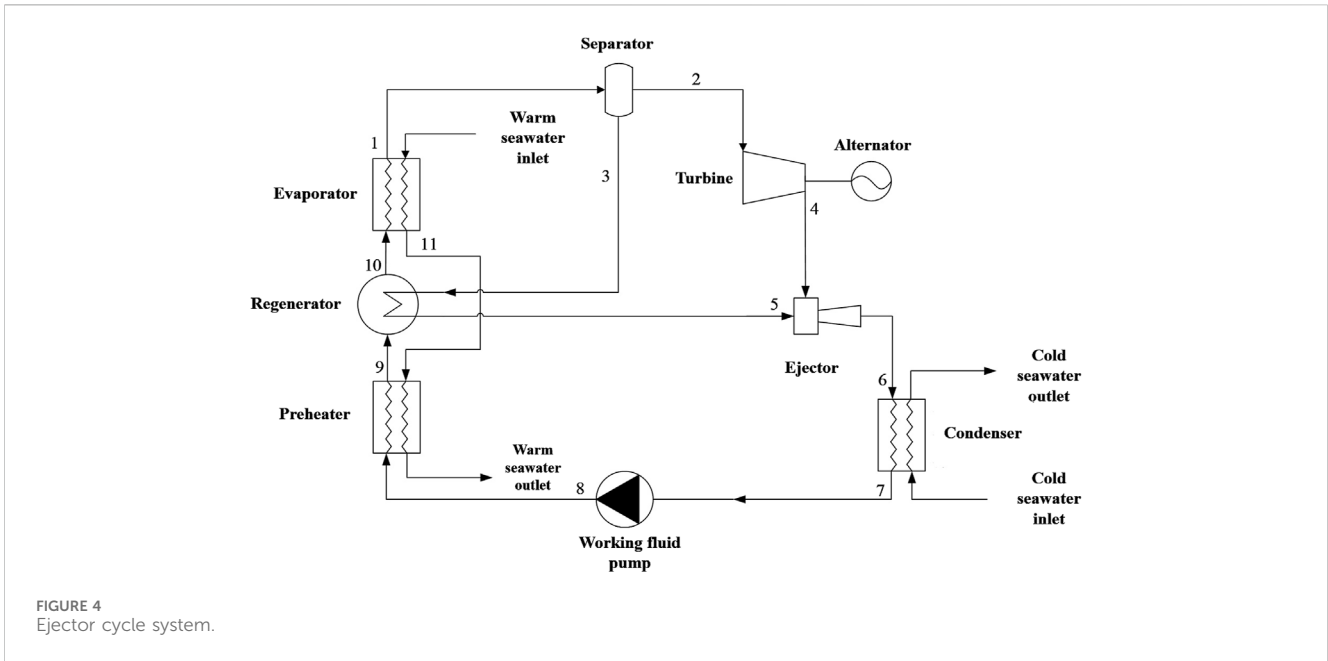 Separator
2
Warm
seawater
inlet
1
Alternator
Turbine
3
Evaporator
4
11
10
Regenerator
5
Ejector
Cold
seawater
outlet
9
6
Preheater
Condenser
Warm
seawater
outlet
8
7
Cold
seawater
inlet
Working fluid
pump
FIGURE 4
Ejector cycle system.